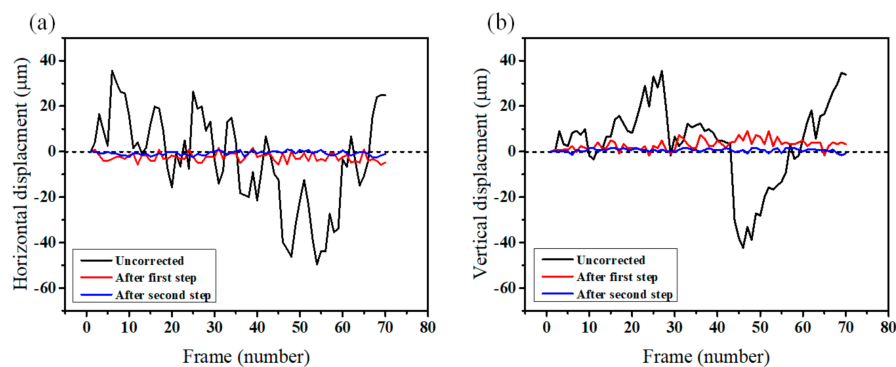 (a)
Horizontal displacment (μm)
40
20
0
-20
-40
-60
Uncorrected
After first step
After second step
0 10 20 30 40 50 60 70 80
Frame (number)
(b)
Vertical displacment (μm)
40
20
0
-20
-40
-60
Uncorrected
After first step
After second step
0 10 20 30 40 50 60 70 80
Frame (number)